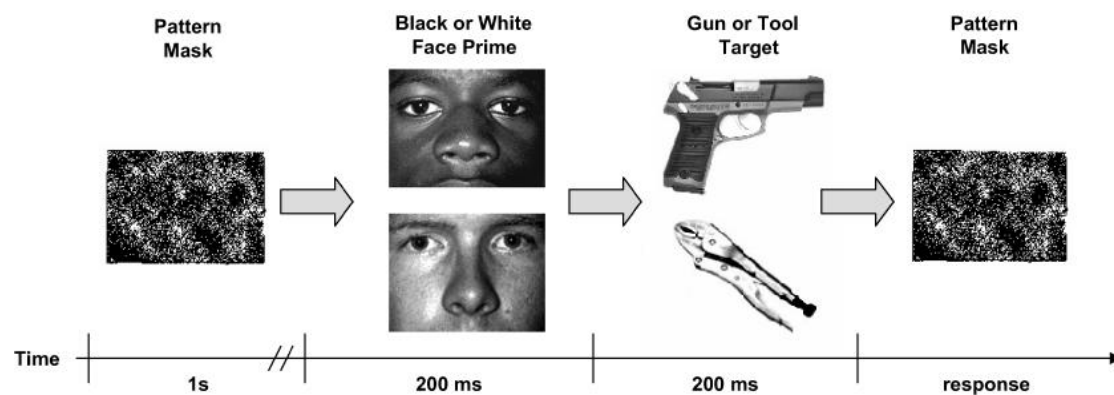 Pattern
Mask
Black or White
Face Prime
Gun or Tool
Target
Pattern
Mask
Time
1s
200 ms
200 ms
response